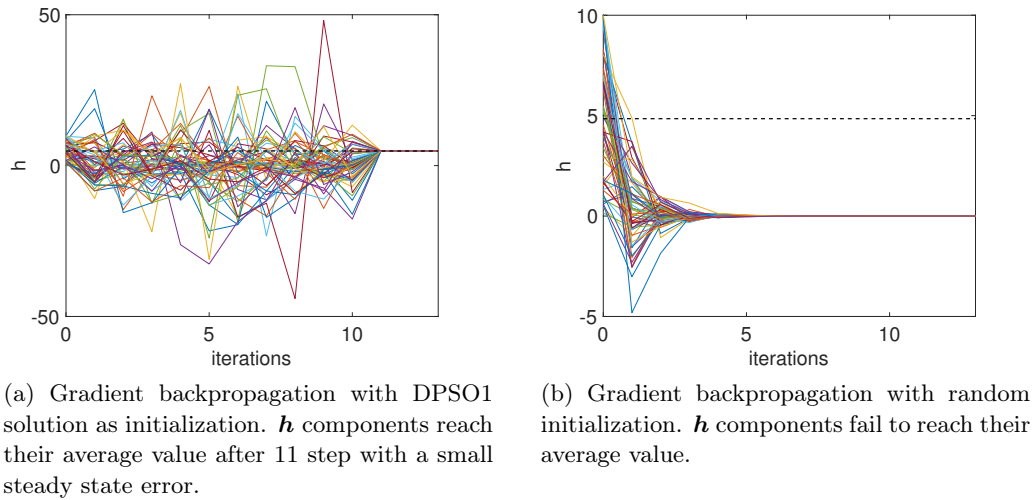 50
h
0
-50
0
5
10
iterations
(a) Gradient backpropagation with DPSO1
solution as initialization. h components reach
their average value after 11 step with a small
steady state error.
10
5
h
0
-5
0
5
10
iterations
(b) Gradient backpropagation with random
initialization. h components fail to reach their
average value.